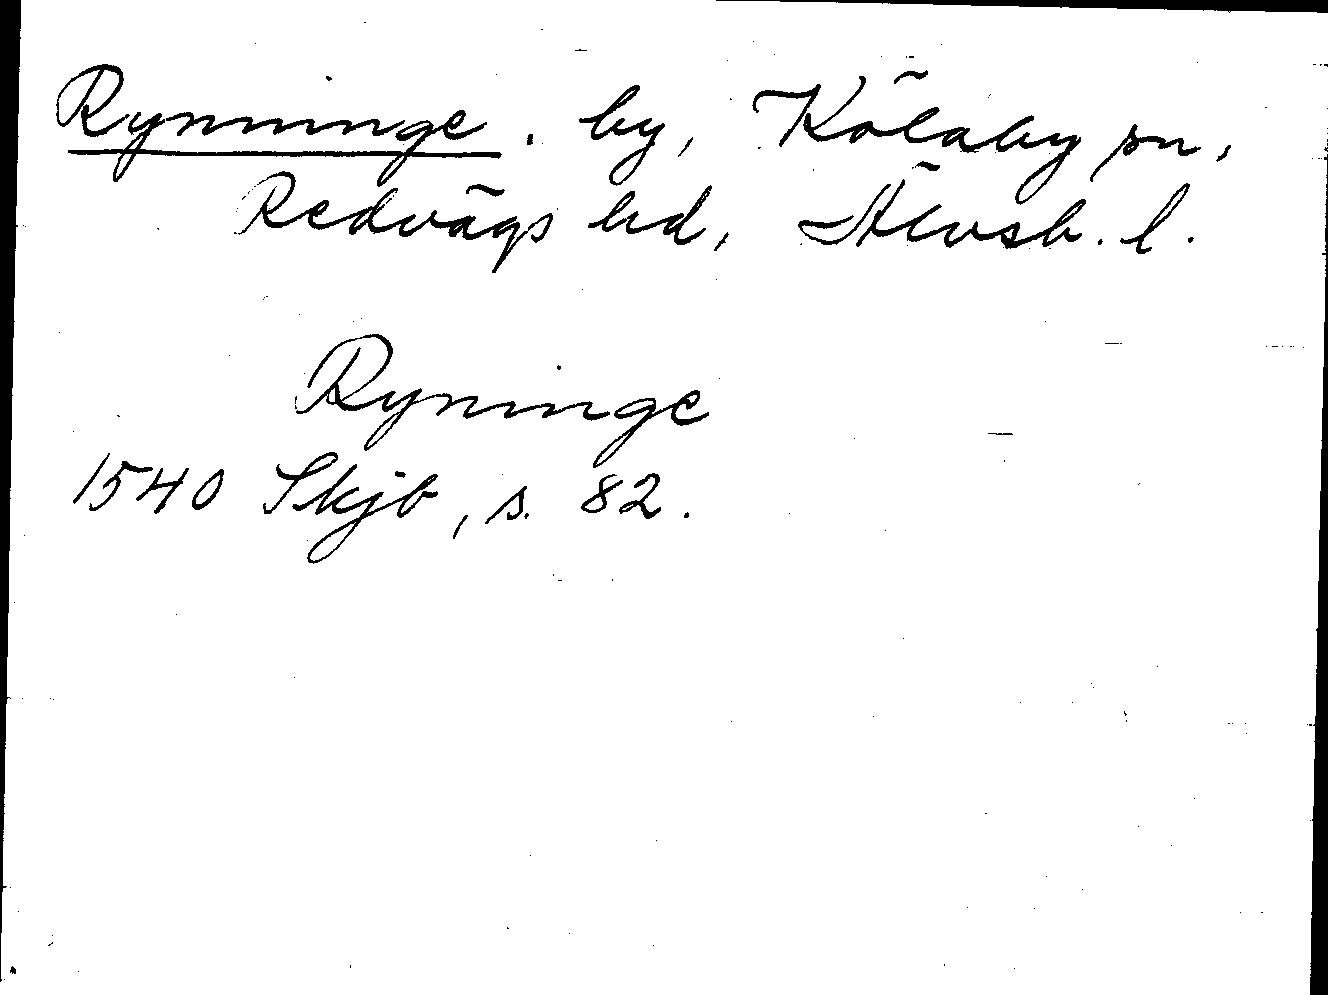 Rynninge. by, Kölaby sn,
Redvägs hd, Älvsb. l.
Ryninge
1540 Skjb, s. 82.